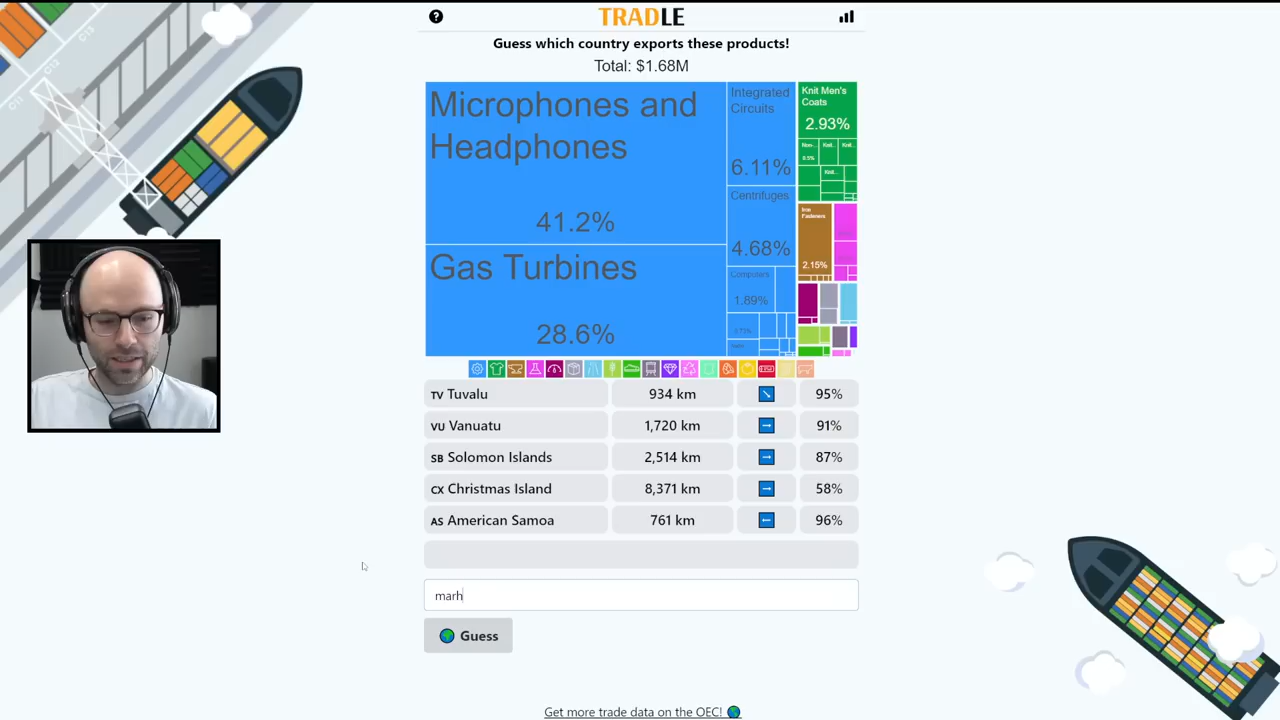 TRADLE
Guess which country exports these products!
Total: $1.68M
Microphones and
Headphones
41.2%
Gas Turbines
28.6%
Integrated
Circuits
6.11%
Centrifuges
4.68%
Computers
1.89%
Knit Men's
Coats
2.93%
Iron
Fasteners
2.15%
TV Tuvalu 934 km 95%
VU Vanuatu 1,720 km 91%
SB Solomon Islands 2,514 km 87%
CX Christmas Island 8,371 km 58%
AS American Samoa 761 km 96%
marh
Guess
Get more trade data on the OEC!
C13
C12
C11